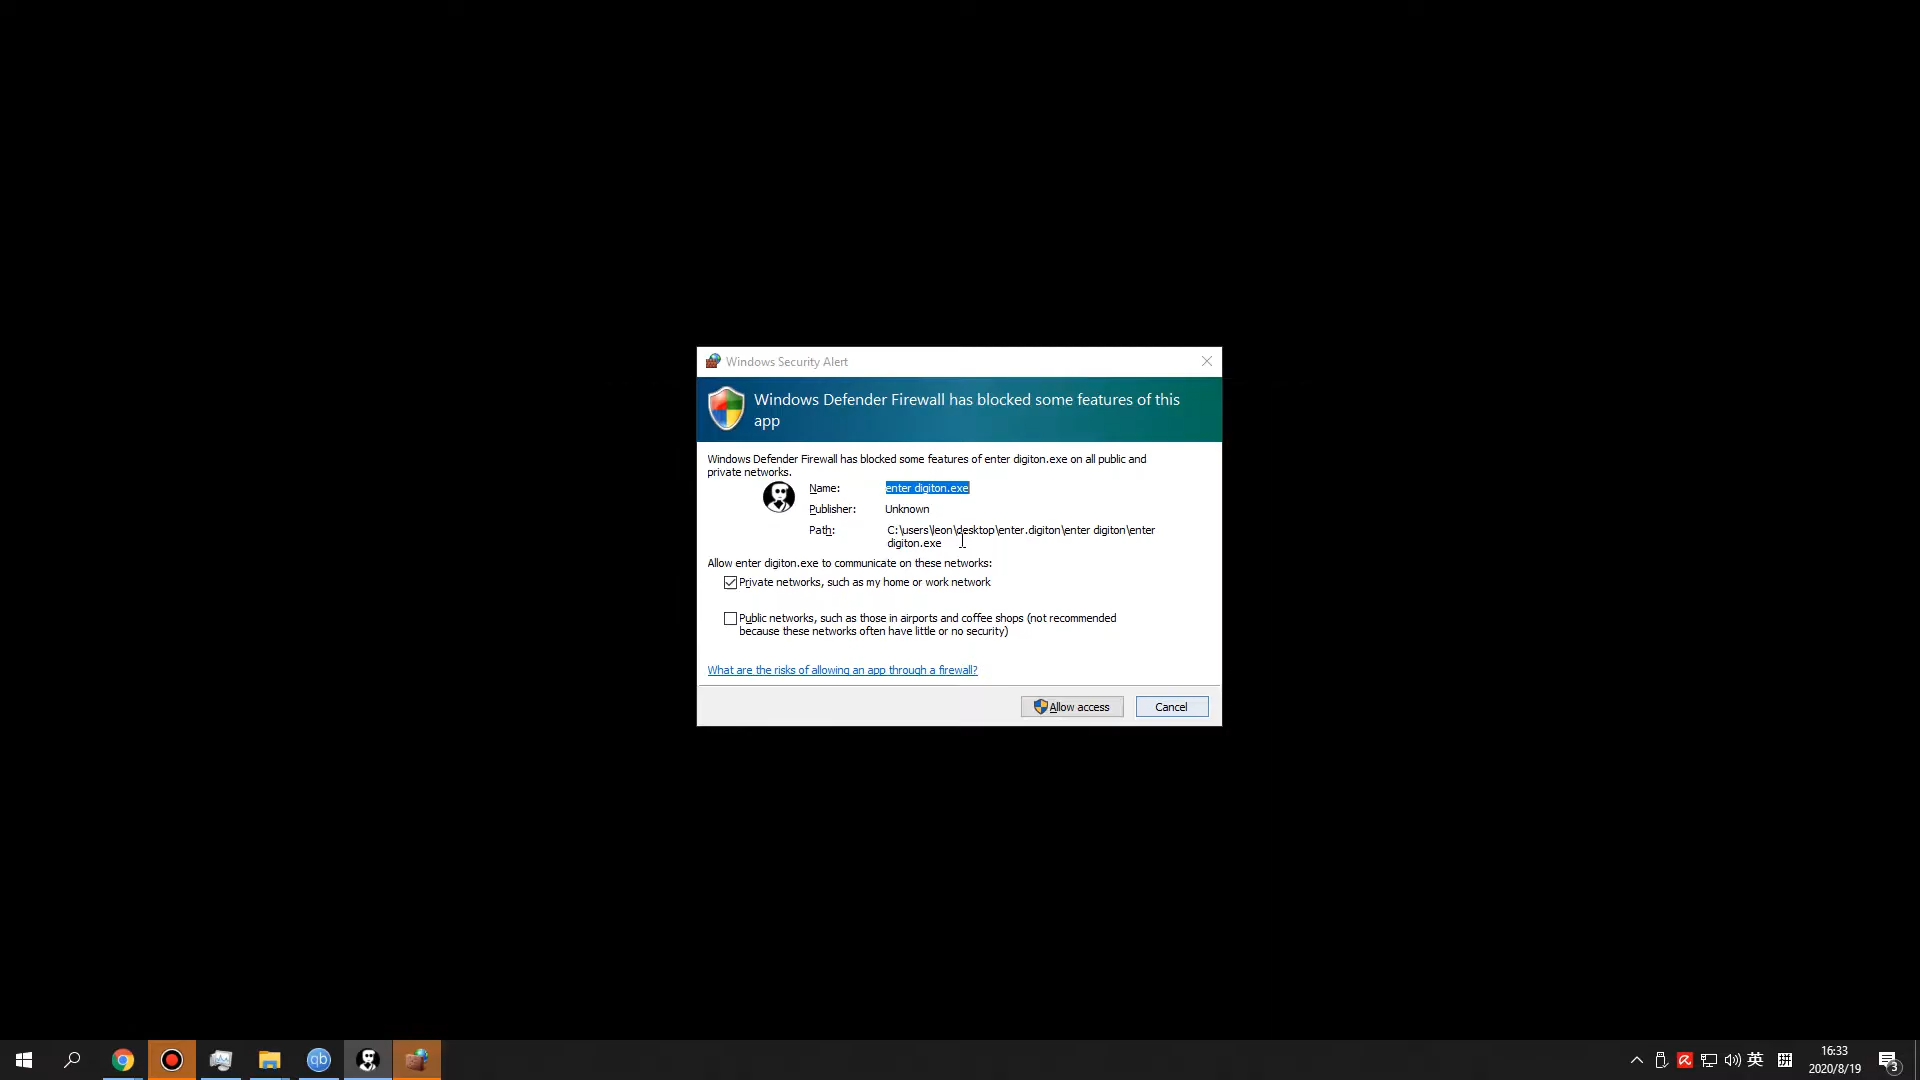 Windows Security Alert
Windows Defender Firewall has blocked some features of this
app
Windows Defender Firewall has blocked some features of enter digiton.exe on all public and
private networks.
Name: enter digiton.exe
Publisher: Unknown
Path: C:\users\leon\desktop\enter.digiton\enter digiton\enter
digiton.exe
Allow enter digiton.exe to communicate on these networks:
Private networks, such as my home or work network
Public networks, such as those in airports and coffee shops (not recommended
because these networks often have little or no security)
What are the risks of allowing an app through a firewall?
Allow access Cancel
qb
英 拼
16:33
2020/8/19
3